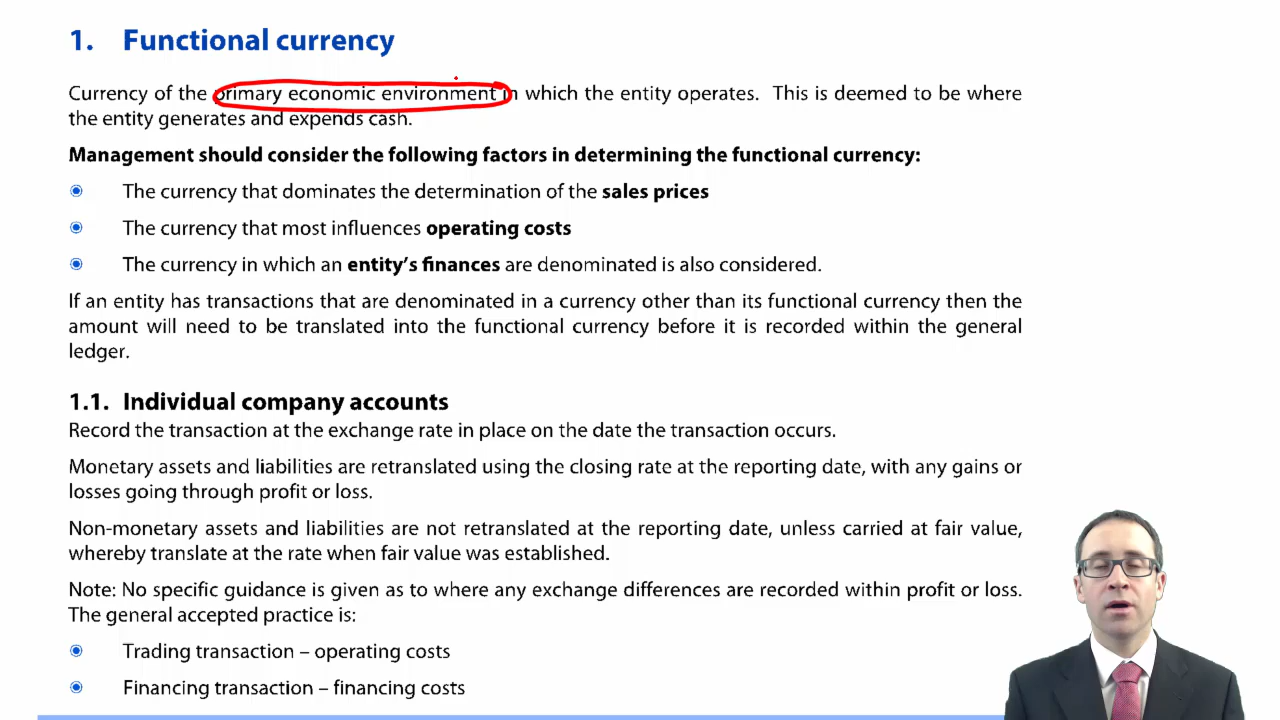 1. Functional currency
Currency of the primary economic environment in which the entity operates. This is deemed to be where
the entity generates and expends cash.
Management should consider the following factors in determining the functional currency:
The currency that dominates the determination of the sales prices
The currency that most influences operating costs
The currency in which an entity's finances are denominated is also considered.
If an entity has transactions that are denominated in a currency other than its functional currency then the
amount will need to be translated into the functional currency before it is recorded within the general
ledger.
1.1. Individual company accounts
Record the transaction at the exchange rate in place on the date the transaction occurs.
Monetary assets and liabilities are retranslated using the closing rate at the reporting date, with any gains or
losses going through profit or loss.
Non-monetary assets and liabilities are not retranslated at the reporting date, unless carried at fair value,
whereby translate at the rate when fair value was established.
Note: No specific guidance is given as to where any exchange differences are recorded within profit or loss.
The general accepted practice is:
Trading transaction – operating costs
Financing transaction – financing costs